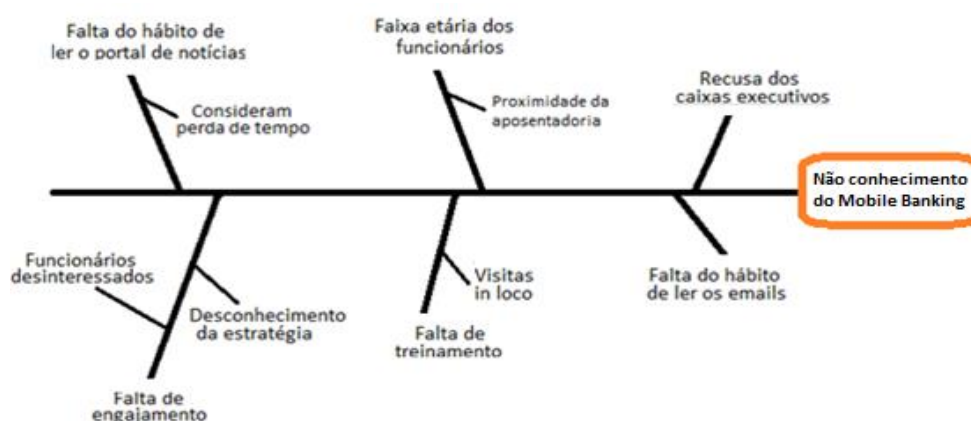 Falta do hábito de
ler o portal de notícias
Consideram
perda de tempo
Faixa etária dos
funcionários
Proximidade da
aposentadoria
Recusa dos
caixas executivos
Não conhecimento
do Mobile Banking
Funcionários
desinteressados
Desconhecimento
da estratégia
Falta de
engajamento
Visitas
in loco
Falta de
treinamento
Falta do hábito
de ler os emails